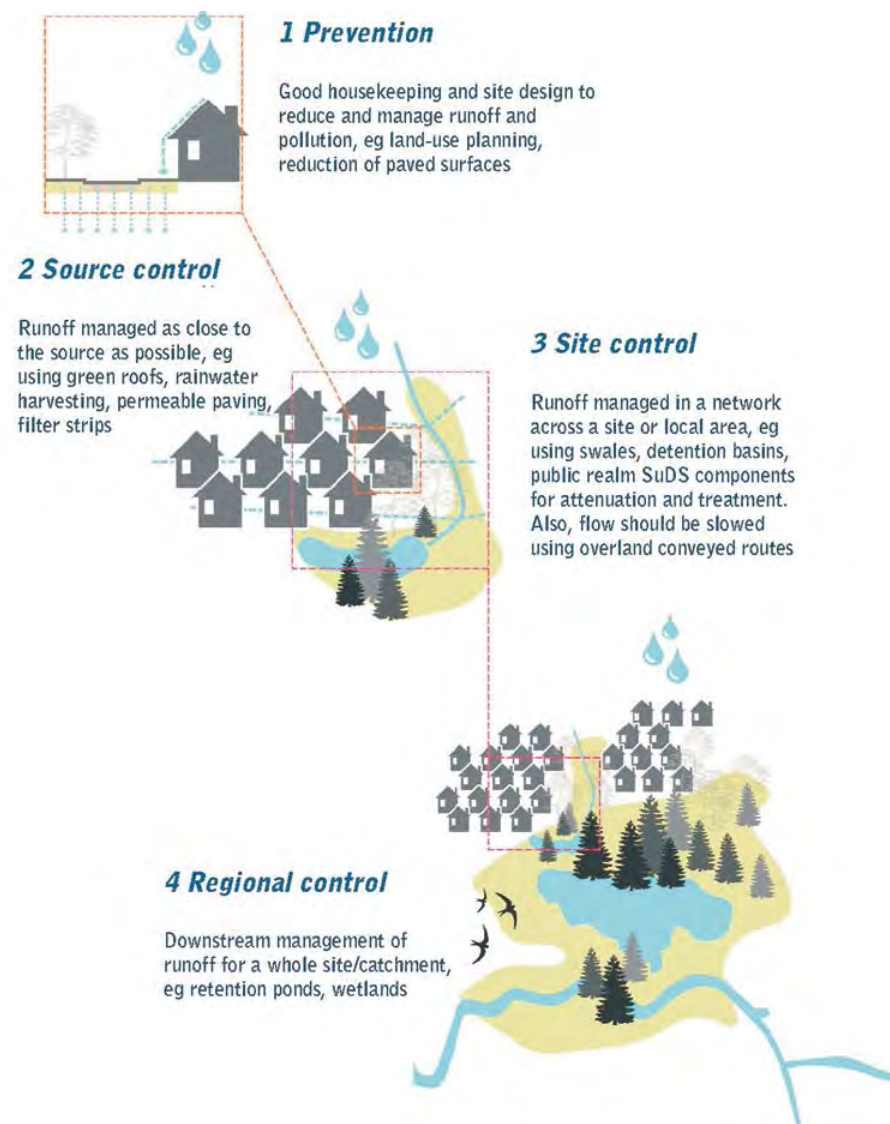 1 Prevention
Good housekeeping and site design to
reduce and manage runoff and
pollution, eg land-use planning,
reduction of paved surfaces
2 Source control
Runoff managed as close to
the source as possible, eg
using green roofs, rainwater
harvesting, permeable paving,
filter strips
3 Site control
Runoff managed in a network
across a site or local area, eg
using swales, detention basins,
public realm SuDS components
for attenuation and treatment.
Also, flow should be slowed
using overland conveyed routes
4 Regional control
Downstream management of
runoff for a whole site/catchment,
eg retention ponds, wetlands